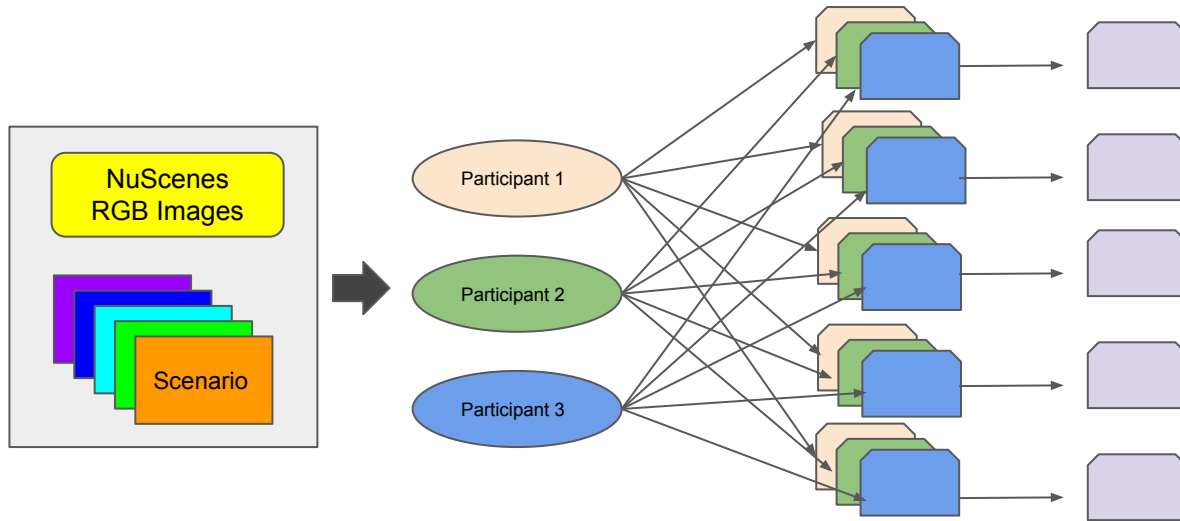 NuScenes
RGB Images
Scenario
Participant 1
Participant 2
Participant 3